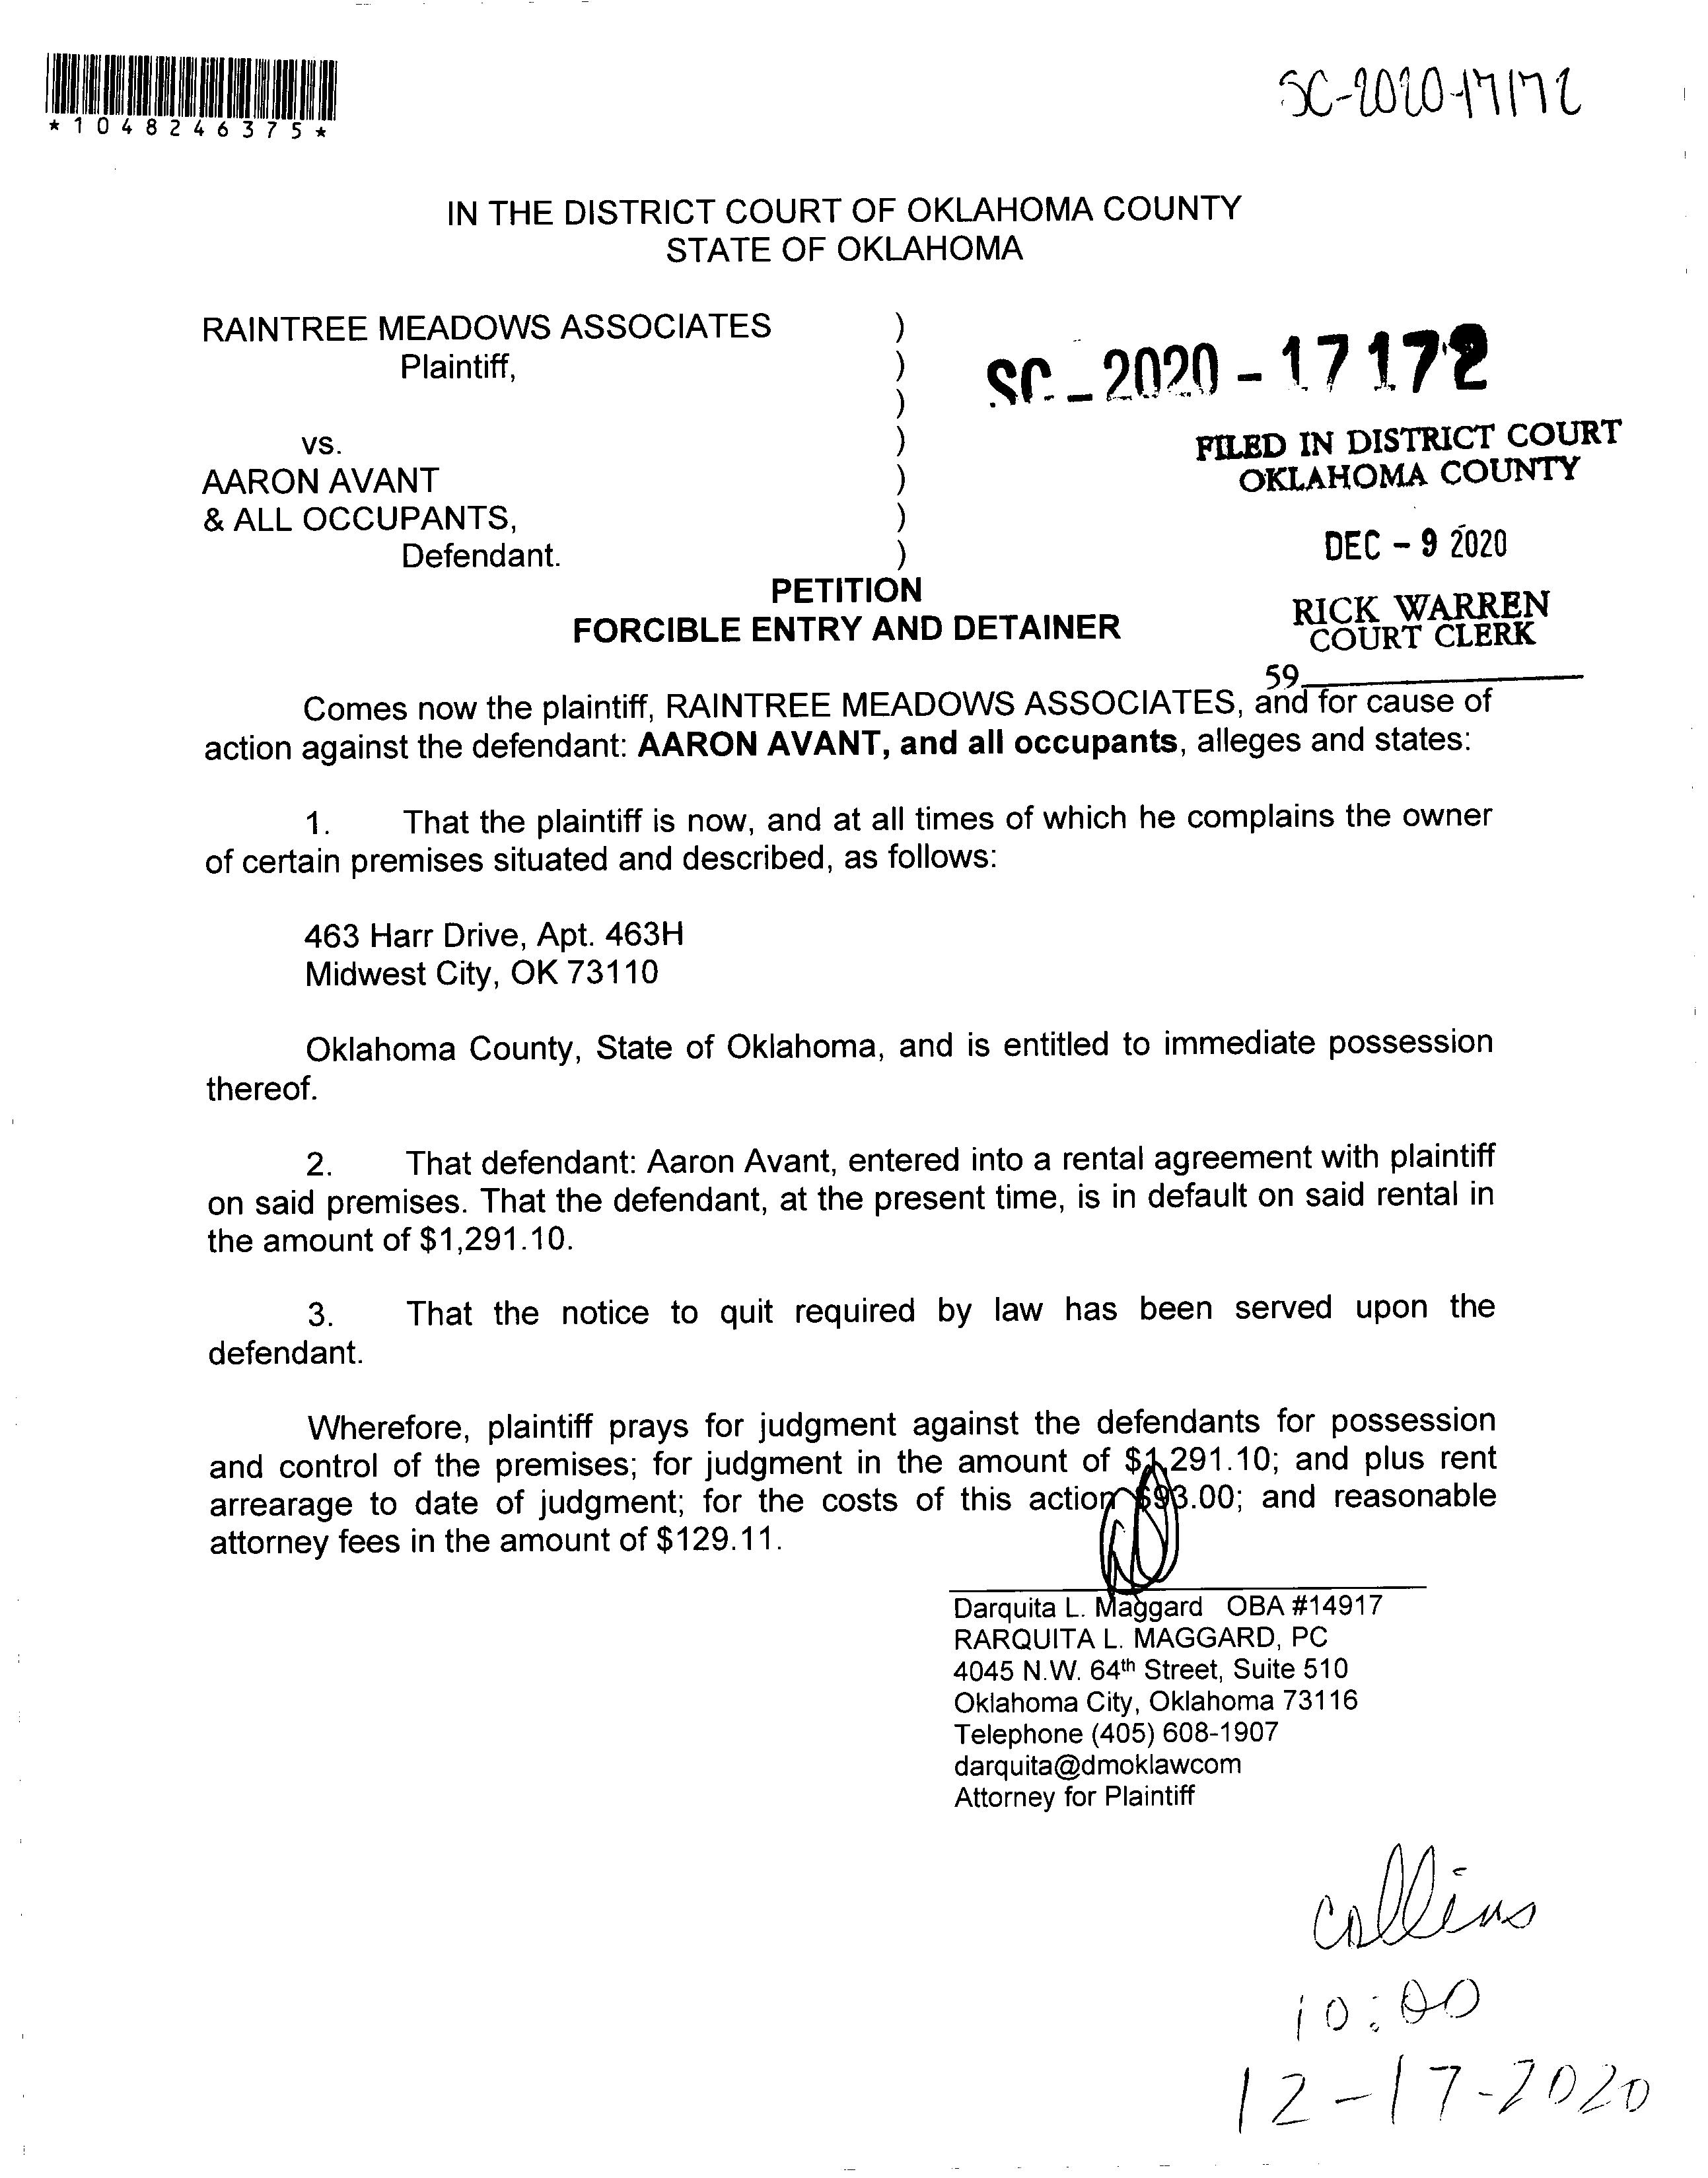 *1048246375*
SC-2020-17172
IN THE DISTRICT COURT OF OKLAHOMA COUNTY
STATE OF OKLAHOMA
RAINTREE MEADOWS ASSOCIATES )
Plaintiff, )
)
vs. )
AARON AVANT )
& ALL OCCUPANTS, )
Defendant. )
SC - 2020 - 17172
FILED IN DISTRICT COURT
OKLAHOMA COUNTY
DEC - 9 2020
RICK WARREN
COURT CLERK
59
PETITION
FORCIBLE ENTRY AND DETAINER
Comes now the plaintiff, RAINTREE MEADOWS ASSOCIATES, and for cause of
action against the defendant: AARON AVANT, and all occupants, alleges and states:
1. That the plaintiff is now, and at all times of which he complains the owner
of certain premises situated and described, as follows:
463 Harr Drive, Apt. 463H
Midwest City, OK 73110
Oklahoma County, State of Oklahoma, and is entitled to immediate possession
thereof.
2. That defendant: Aaron Avant, entered into a rental agreement with plaintiff
on said premises. That the defendant, at the present time, is in default on said rental in
the amount of $1,291.10.
3. That the notice to quit required by law has been served upon the
defendant.
Wherefore, plaintiff prays for judgment against the defendants for possession
and control of the premises; for judgment in the amount of $1,291.10; and plus rent
arrearage to date of judgment; for the costs of this action $93.00; and reasonable
attorney fees in the amount of $129.11.
Darquita L. Maggard OBA #14917
RARQUITA L. MAGGARD, PC
4045 N.W. 64th Street, Suite 510
Oklahoma City, Oklahoma 73116
Telephone (405) 608-1907
darquita@dmoklawcom
Attorney for Plaintiff
Collins
10:00
12-17-2020